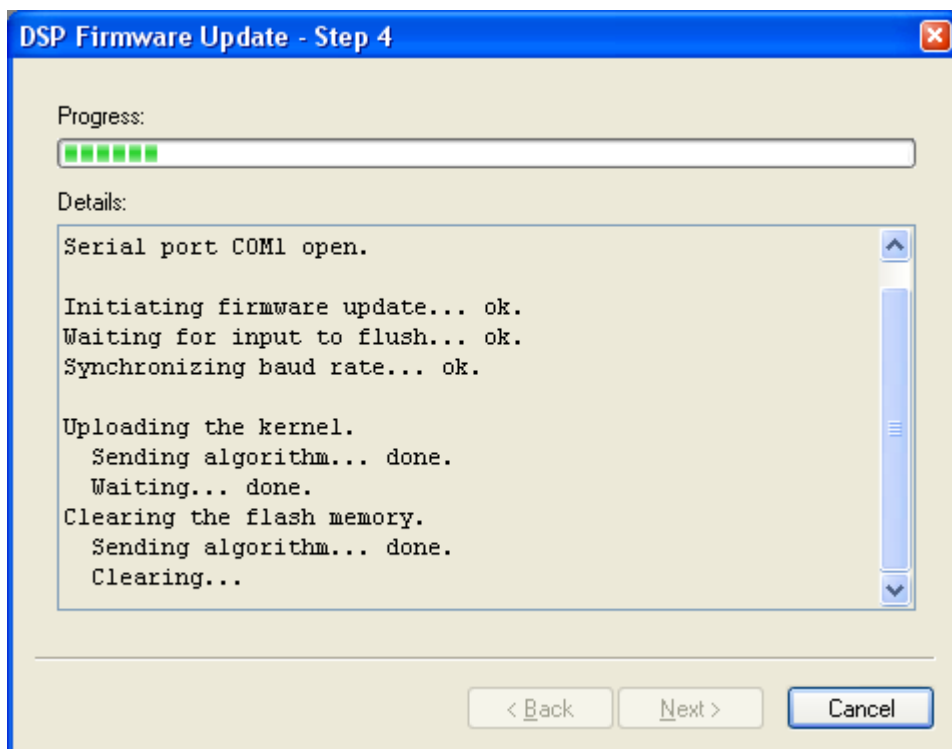 DSP Firmware Update - Step 4
Progress:
Details:
Serial port COM1 open.
Initiating firmware update... ok.
Waiting for input to flush... ok.
Synchronizing baud rate... ok.
Uploading the kernel.
Sending algorithm... done.
Waiting... done.
Clearing the flash memory.
Sending algorithm... done.
Clearing...
< Back Next > Cancel